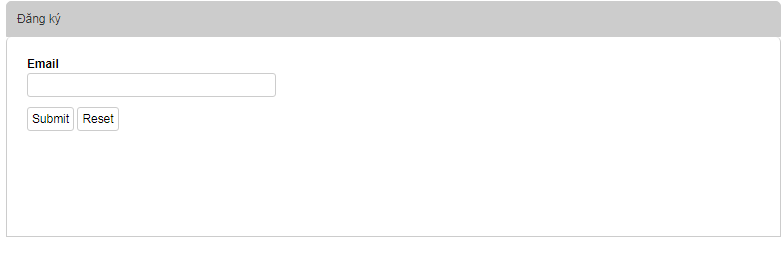 Đăng ký
Email
Submit Reset